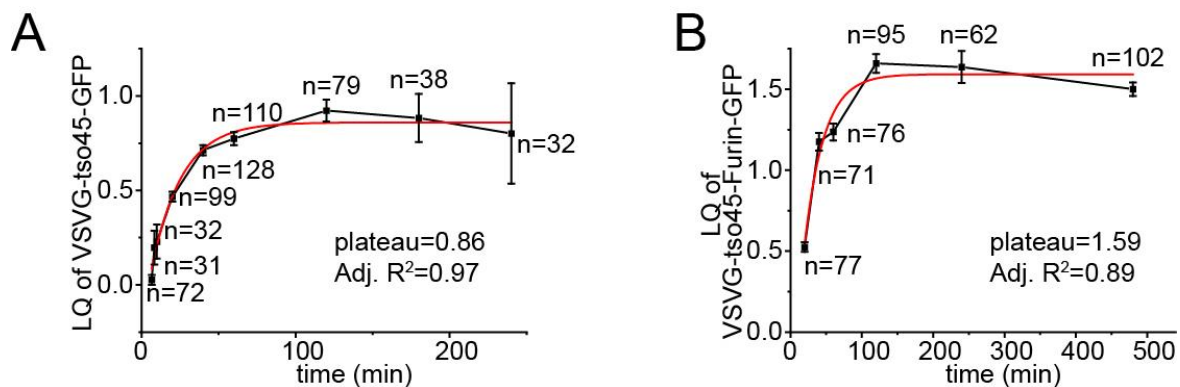 A
LQ of VSVG-tso45-GFP
1.0
0.5
0.0
n=72
n=31
n=32
n=99
n=128
n=110
n=79
n=38
n=32
plateau=0.86
Adj. R²=0.97
0
100
200
time (min)
B
LQ of
VSVG-tso45-Furin-GFP
1.5
1.0
0.5
0.0
n=77
n=71
n=76
n=95
n=62
n=102
plateau=1.59
Adj. R²=0.89
0
100
200
300
400
500
time (min)